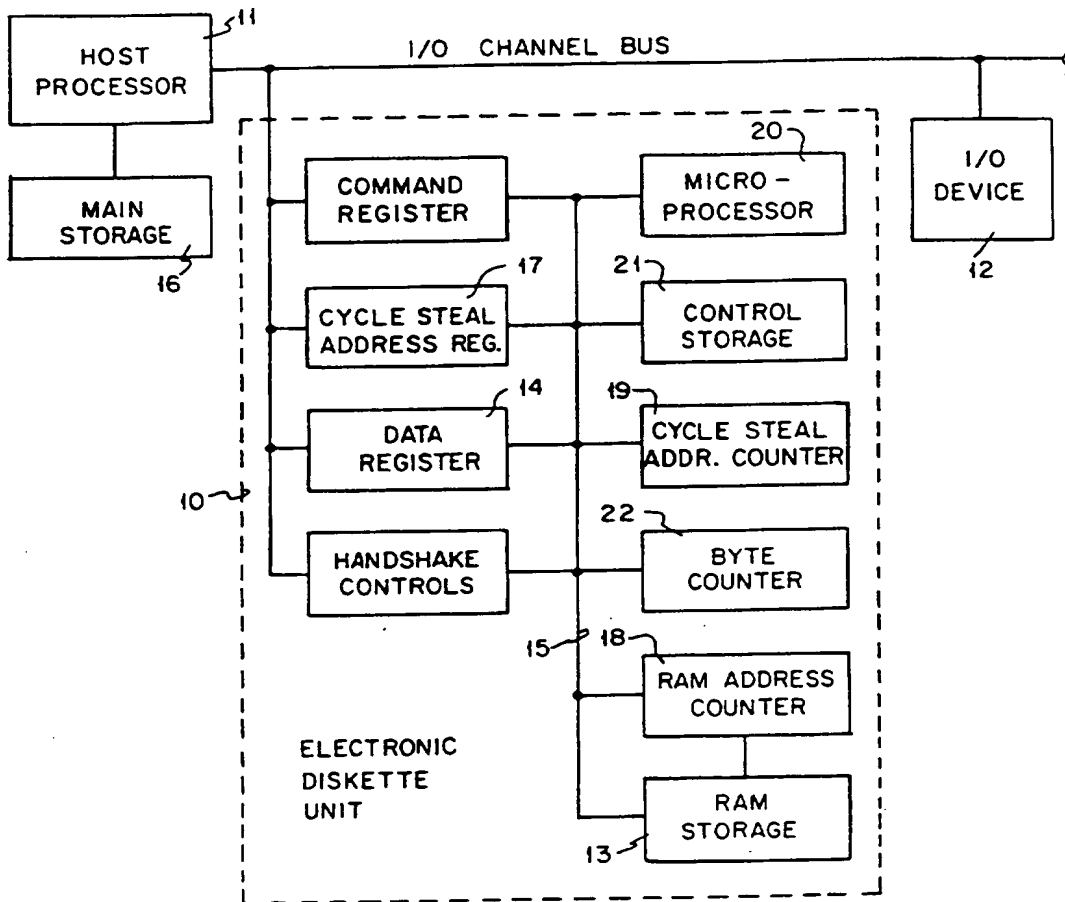 11
HOST
PROCESSOR
I/O CHANNEL BUS
MAIN
STORAGE
16
COMMAND
REGISTER
20
MICRO-
PROCESSOR
I/O
DEVICE
12
17
CYCLE STEAL
ADDRESS REG.
21
CONTROL
STORAGE
14
DATA
REGISTER
19
CYCLE STEAL
ADDR. COUNTER
10
HANDSHAKE
CONTROLS
22
BYTE
COUNTER
15
18
RAM ADDRESS
COUNTER
ELECTRONIC
DISKETTE
UNIT
RAM
STORAGE
13